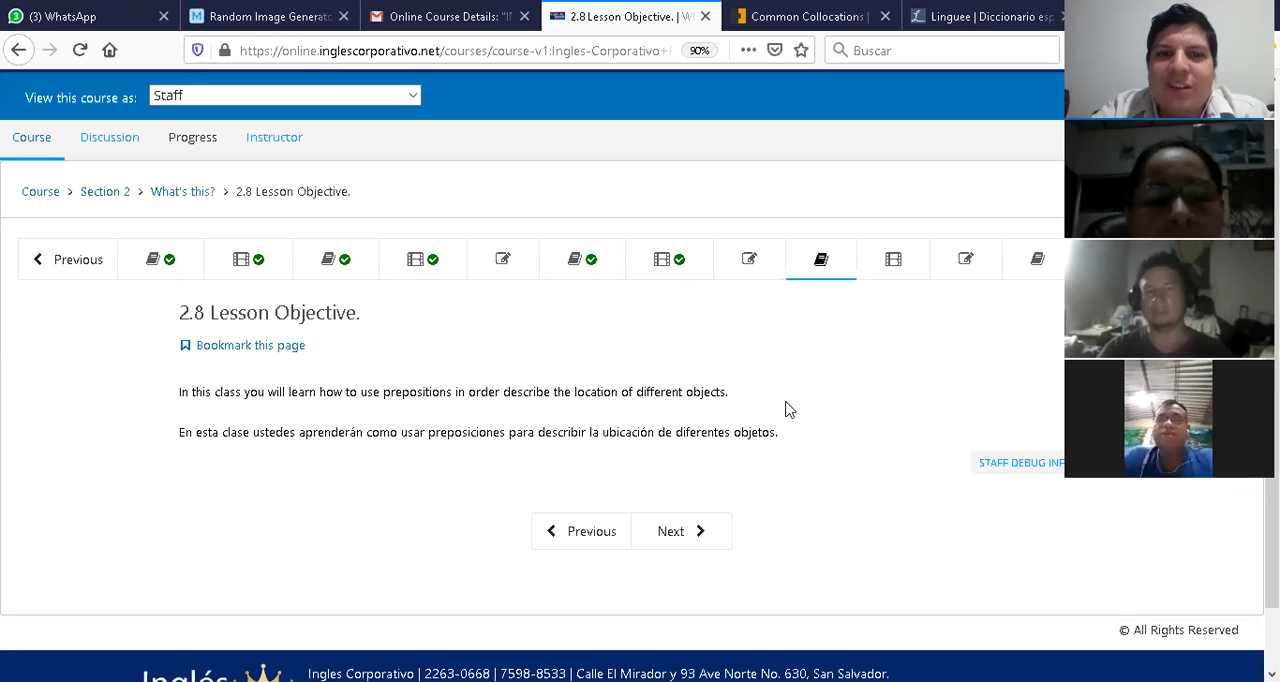 (3) WhatsApp
Random Image Generato
Online Course Details: "I
2.8 Lesson Objective. |
Common Collocations |
Linguee | Diccionario es
https://online.inglescorporativo.net/courses/course-v1:Ingles-Corporativo+
90%
Buscar
View this course as:
Staff
Course
Discussion
Progress
Instructor
Course > Section 2 > What's this? > 2.8 Lesson Objective.
Previous
2.8 Lesson Objective.
Bookmark this page
In this class you will learn how to use prepositions in order describe the location of different objects.
En esta clase ustedes aprenderán como usar preposiciones para describir la ubicación de diferentes objetos.
STAFF DEBUG INF
Previous
Next
© All Rights Reserved
Inglés
Ingles Corporativo | 2263-0668 | 7598-8533 | Calle El Mirador y 93 Ave Norte No. 630, San Salvador.